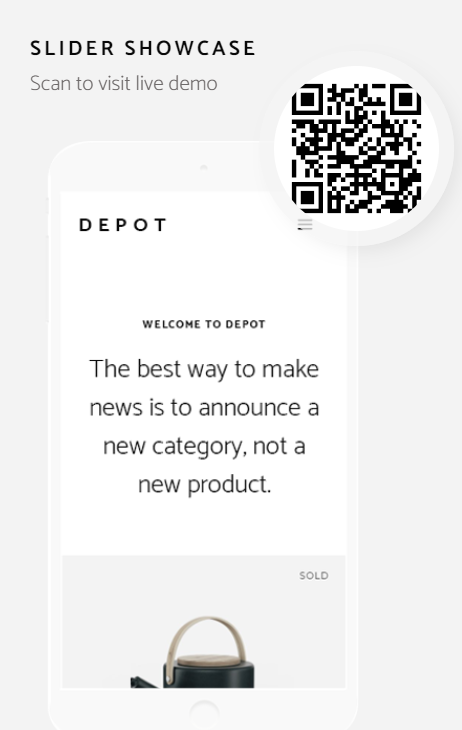 SLIDER SHOWCASE
Scan to visit live demo
DEPOT
WELCOME TO DEPOT
The best way to make
news is to announce a
new category, not a
new product.
SOLD